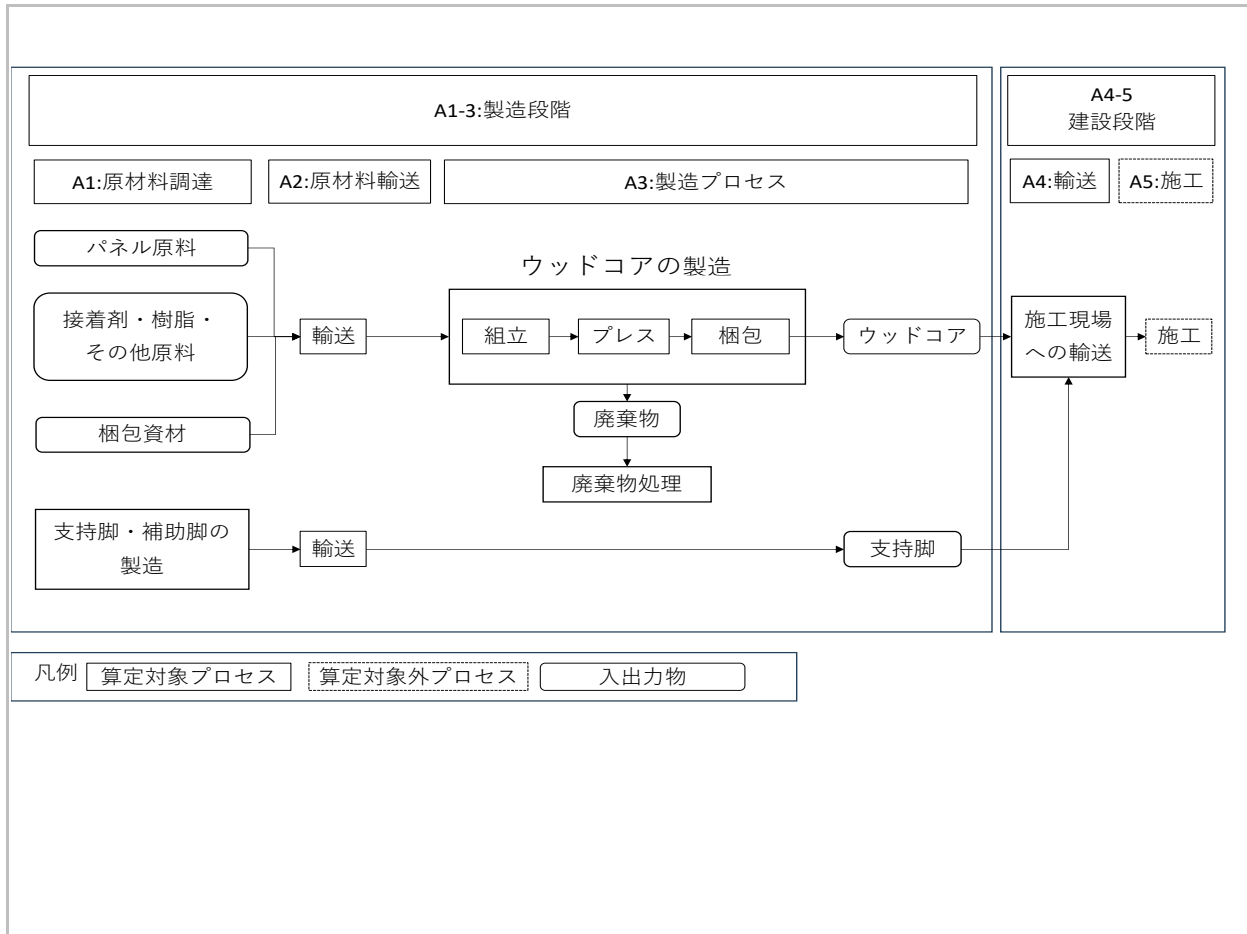 A1-3:製造段階
A4-5
建設段階
A1:原材料調達
A2:原材料輸送
A3:製造プロセス
A4:輸送
A5:施工
パネル原料
接着剤・樹脂・
その他原料
梱包資材
輸送
ウッドコアの製造
組立
プレス
梱包
ウッドコア
施工現場
への輸送
施工
廃棄物
廃棄物処理
支持脚・補助脚の
製造
輸送
支持脚
凡例
算定対象プロセス
算定対象外プロセス
入出力物